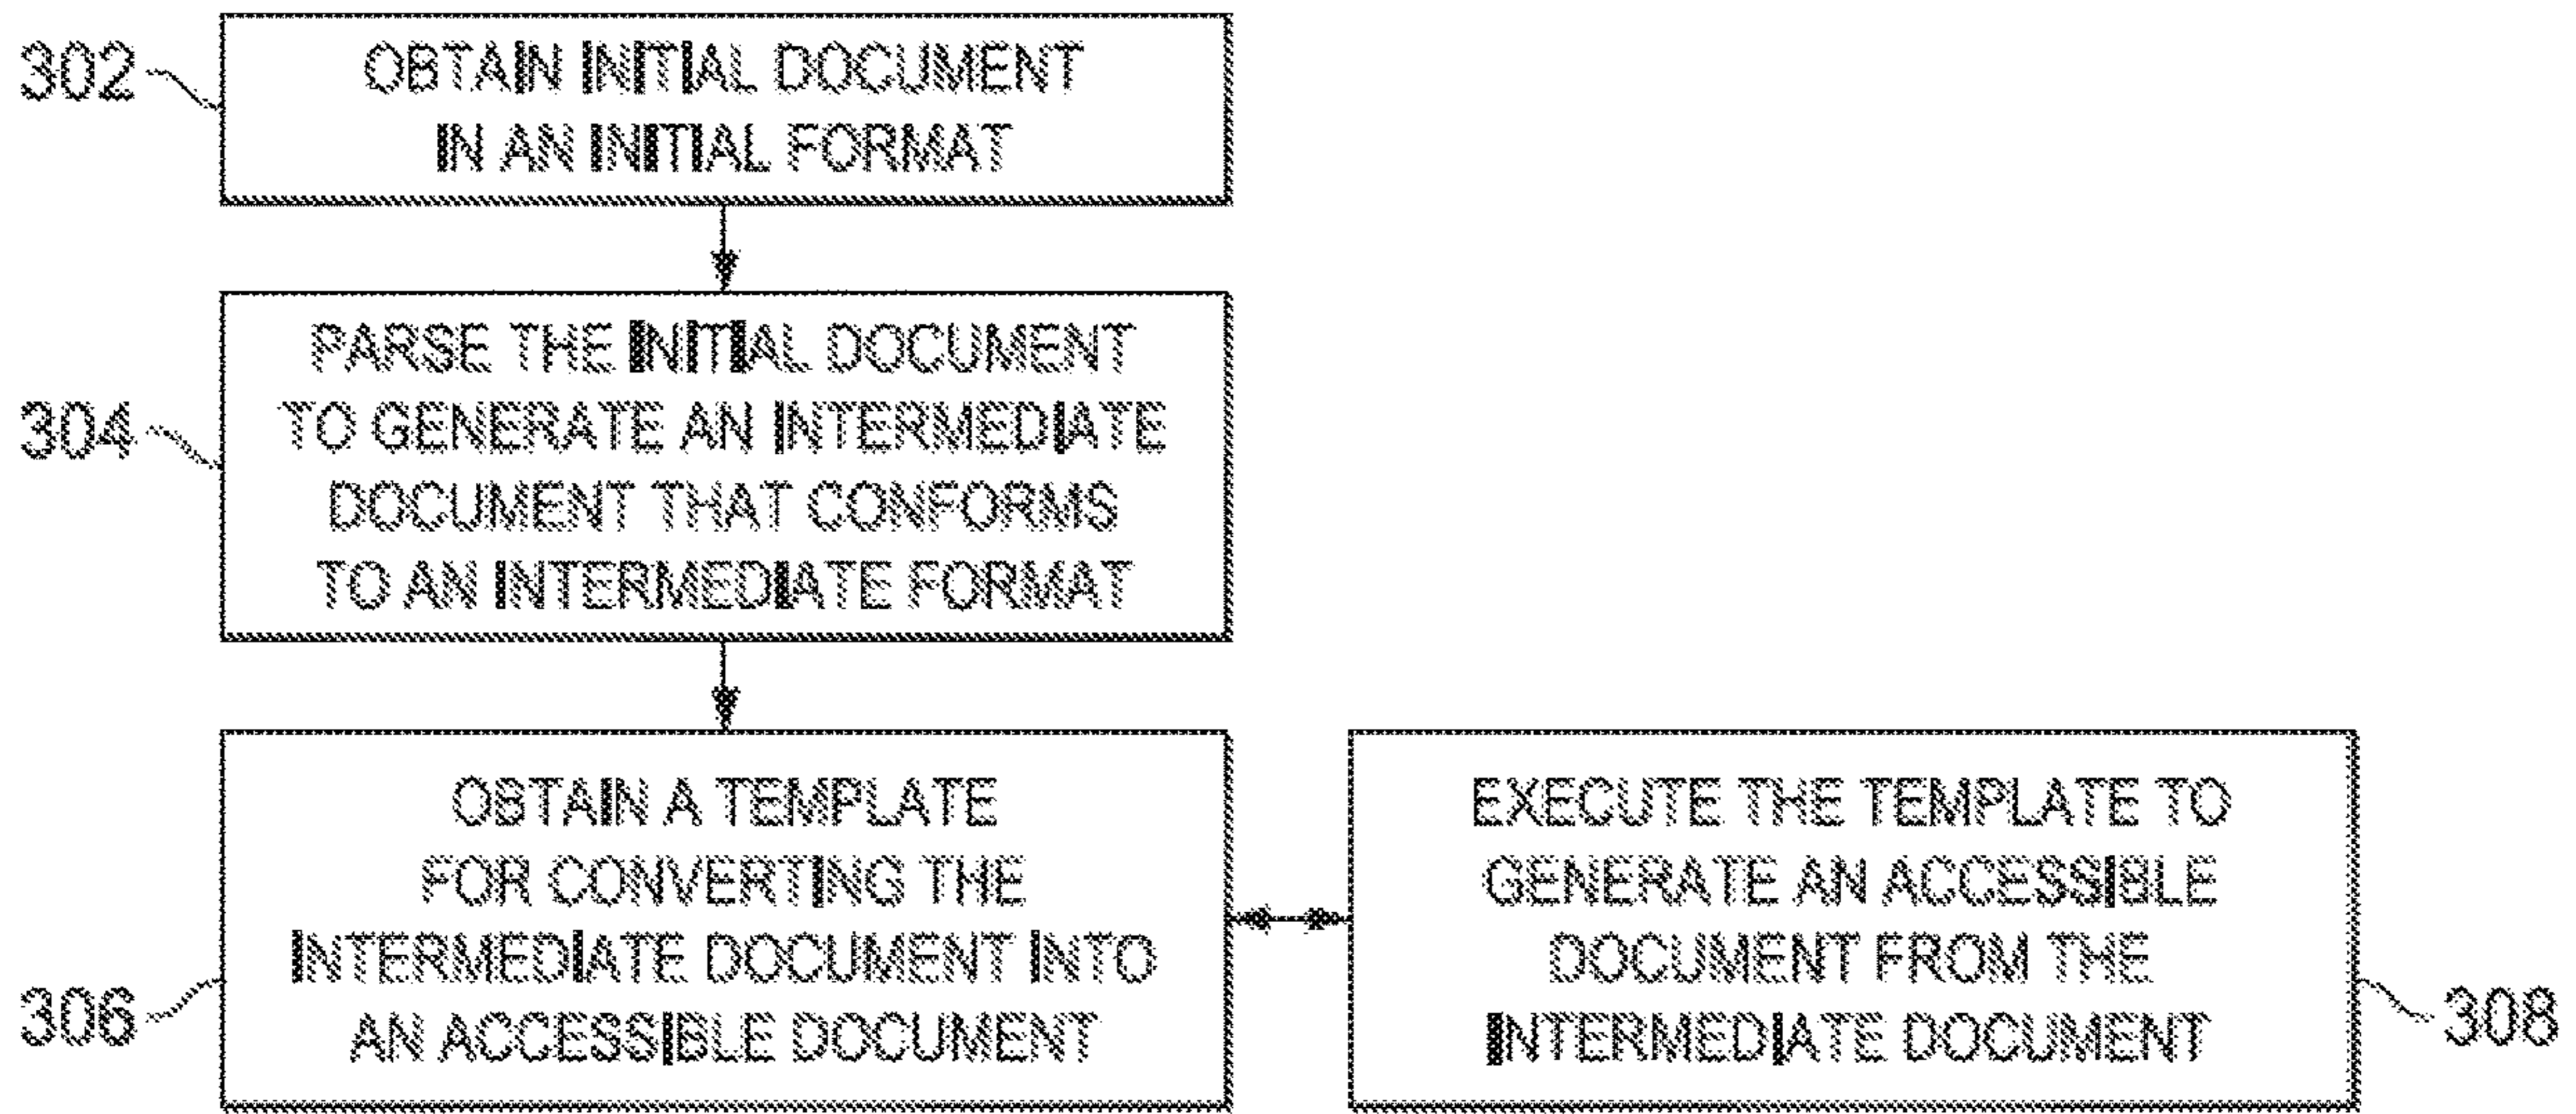 302
OBTAIN INITIAL DOCUMENT
IN AN INITIAL FORMAT
304
PARSE THE INITIAL DOCUMENT
TO GENERATE AN INTERMEDIATE
DOCUMENT THAT CONFORMS
TO AN INTERMEDIATE FORMAT
306
OBTAIN A TEMPLATE
FOR CONVERTING THE
INTERMEDIATE DOCUMENT INTO
AN ACCESSIBLE DOCUMENT
EXECUTE THE TEMPLATE TO
GENERATE AN ACCESSIBLE
DOCUMENT FROM THE
INTERMEDIATE DOCUMENT
308